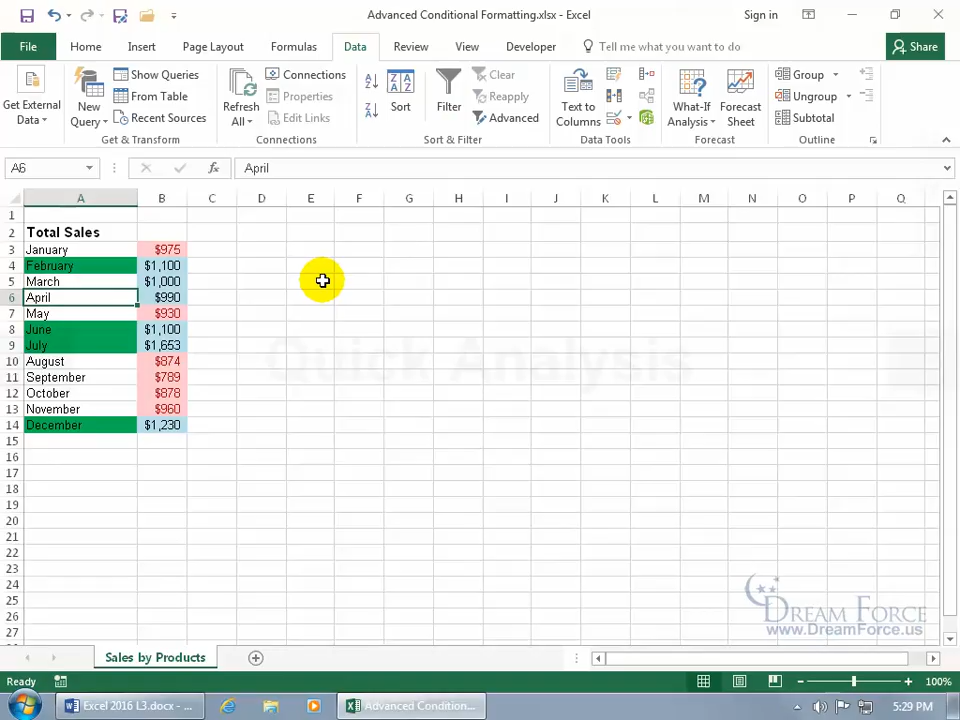 Advanced Conditional Formatting.xlsx - Excel
Sign in
File Home Insert Page Layout Formulas Data Review View Developer Tell me what you want to do Share
Get External Data
New Query
Show Queries
From Table
Recent Sources
Get & Transform
Refresh All
Connections
Properties
Edit Links
Connections
Sort
Filter
Clear
Reapply
Advanced
Sort & Filter
Text to Columns
Data Tools
What-If Analysis
Forecast Sheet
Forecast
Group
Ungroup
Subtotal
Outline
A6 fx April
A B C D E F G H I J K L M N O P Q
1
2 Total Sales
3 January $975
4 February $1,100
5 March $1,000
6 April $990
7 May $930
8 June $1,100
9 July $1,653
10 August $874
11 September $789
12 October $878
13 November $960
14 December $1,230
15
16
17
18
19
20
21
22
23
24
25
26
27
Quick Analysis
DREAM FORCE
www.DreamForce.us
Sales by Products
Ready
100%
Excel 2016 L3.docx - ...
Advanced Condition...
5:29 PM